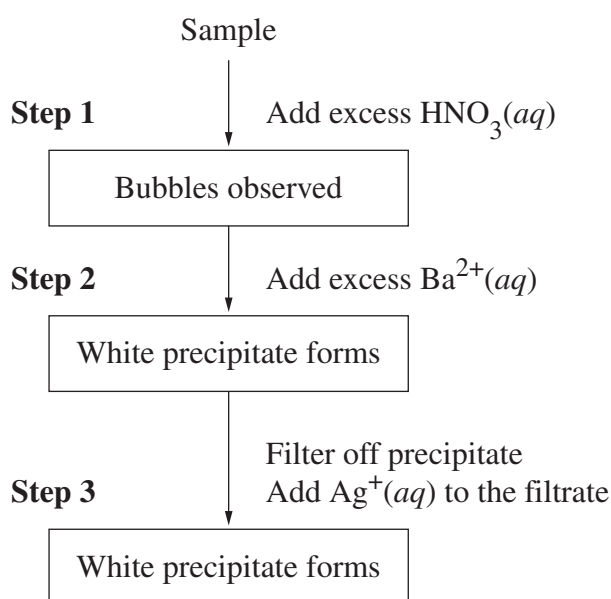 Sample
Step 1 Add excess HNO₃(aq)
Bubbles observed
Step 2 Add excess Ba²⁺(aq)
White precipitate forms
Filter off precipitate
Step 3 Add Ag⁺(aq) to the filtrate
White precipitate forms